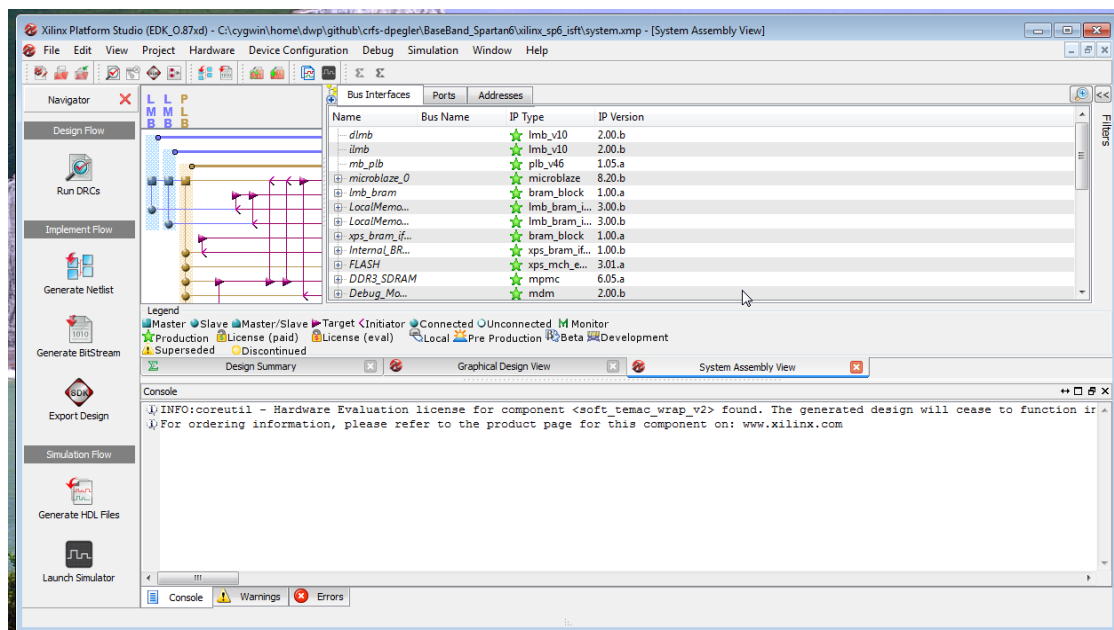 Xilinx Platform Studio (EDK_O.87xd) - C:\cygwin\home\dwp\github\crfs-dpegler\BaseBand_Spartan6\xilinx_sp6_isft\system.xmp - [System Assembly View]
File Edit View Project Hardware Device Configuration Debug Simulation Window Help
Navigator
Design Flow
Run DRCs
Implement Flow
Generate Netlist
Generate BitStream
SDK
Export Design
Simulation Flow
Generate HDL Files
Launch Simulator
L L P
M M L
B B B
Bus Interfaces Ports Addresses
Name Bus Name IP Type IP Version
dlmb lmb_v10 2.00.b
ilmb lmb_v10 2.00.b
mb_plb plb_v46 1.05.a
microblaze_0 microblaze 8.20.b
lmb_bram bram_block 1.00.a
LocalMemo... lmb_bram_i... 3.00.b
LocalMemo... lmb_bram_i... 3.00.b
xps_bram_if... bram_block 1.00.a
Internal_BR... xps_bram_if... 1.00.b
FLASH xps_mch_e... 3.01.a
DDR3_SDRAM mpmc 6.05.a
Debug_Mo... mdm 2.00.b
Filters
Legend
Master Slave Master/Slave Target Initiator Connected Unconnected M Monitor
Production License (paid) License (eval) Local Pre Production Beta Development
Superseded Discontinued
Design Summary Graphical Design View System Assembly View
Console
INFO:coreutil - Hardware Evaluation license for component <soft_temac_wrap_v2> found. The generated design will cease to function ir
For ordering information, please refer to the product page for this component on: www.xilinx.com
Console Warnings Errors